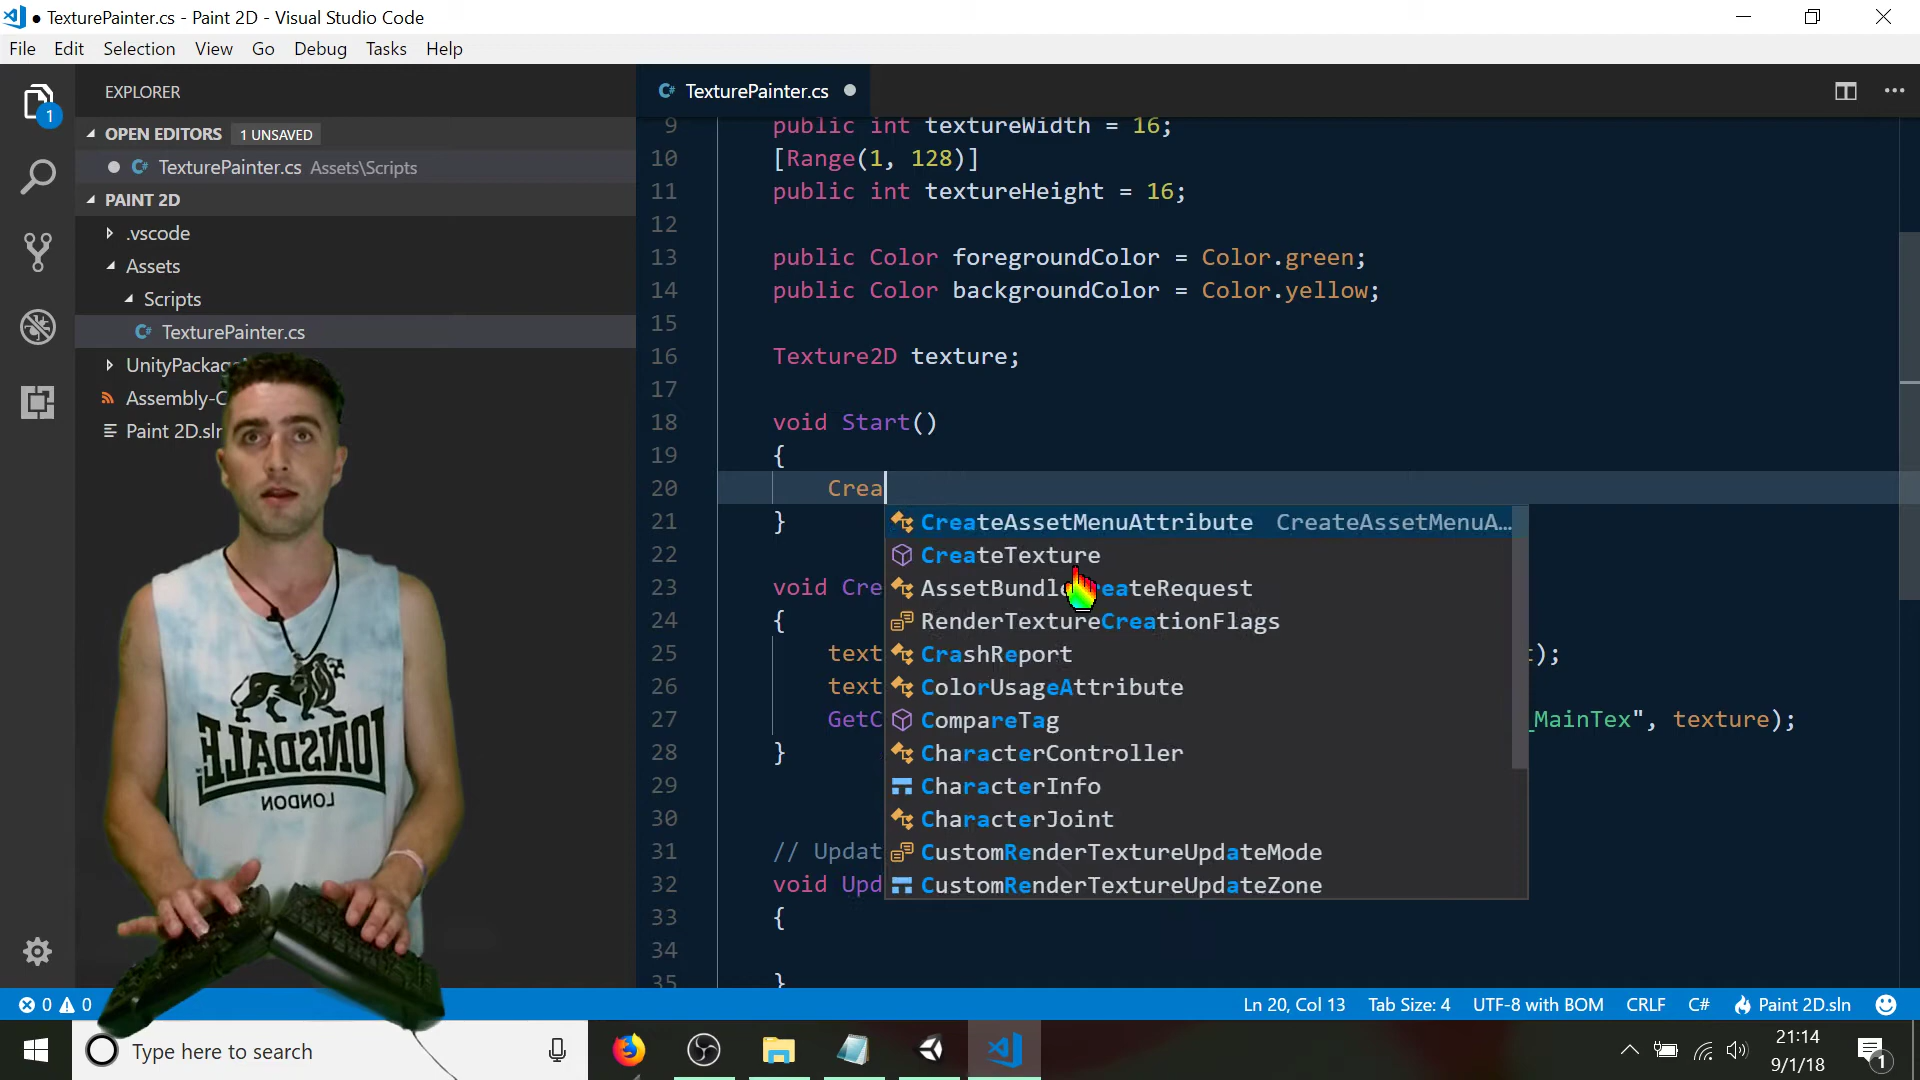 TexturePainter.cs - Paint 2D - Visual Studio Code
File Edit Selection View Go Debug Tasks Help
EXPLORER
OPEN EDITORS 1 UNSAVED
TexturePainter.cs Assets\Scripts
PAINT 2D
.vscode
Assets
Scripts
TexturePainter.cs
UnityPackage
Assembly-C
Paint 2D.sln
1
TexturePainter.cs
9 public int textureWidth = 16;
10 [Range(1, 128)]
11 public int textureHeight = 16;
12
13 public Color foregroundColor = Color.green;
14 public Color backgroundColor = Color.yellow;
15
16 Texture2D texture;
17
18 void Start()
19 {
20 Crea
21 }
22
23 void Cre
24 {
25 text t);
26 text
27 GetC _MainTex", texture);
28 }
29
30
31 // Updat
32 void Upd
33 {
34
35 }
CreateAssetMenuAttribute CreateAssetMenuA...
CreateTexture
AssetBundleCreateRequest
RenderTextureCreationFlags
CrashReport
ColorUsageAttribute
CompareTag
CharacterController
CharacterInfo
CharacterJoint
CustomRenderTextureUpdateMode
CustomRenderTextureUpdateZone
LONSDALE
LONDON
0 0 Ln 20, Col 13 Tab Size: 4 UTF-8 with BOM CRLF C# Paint 2D.sln
Type here to search
21:14
9/1/18
1